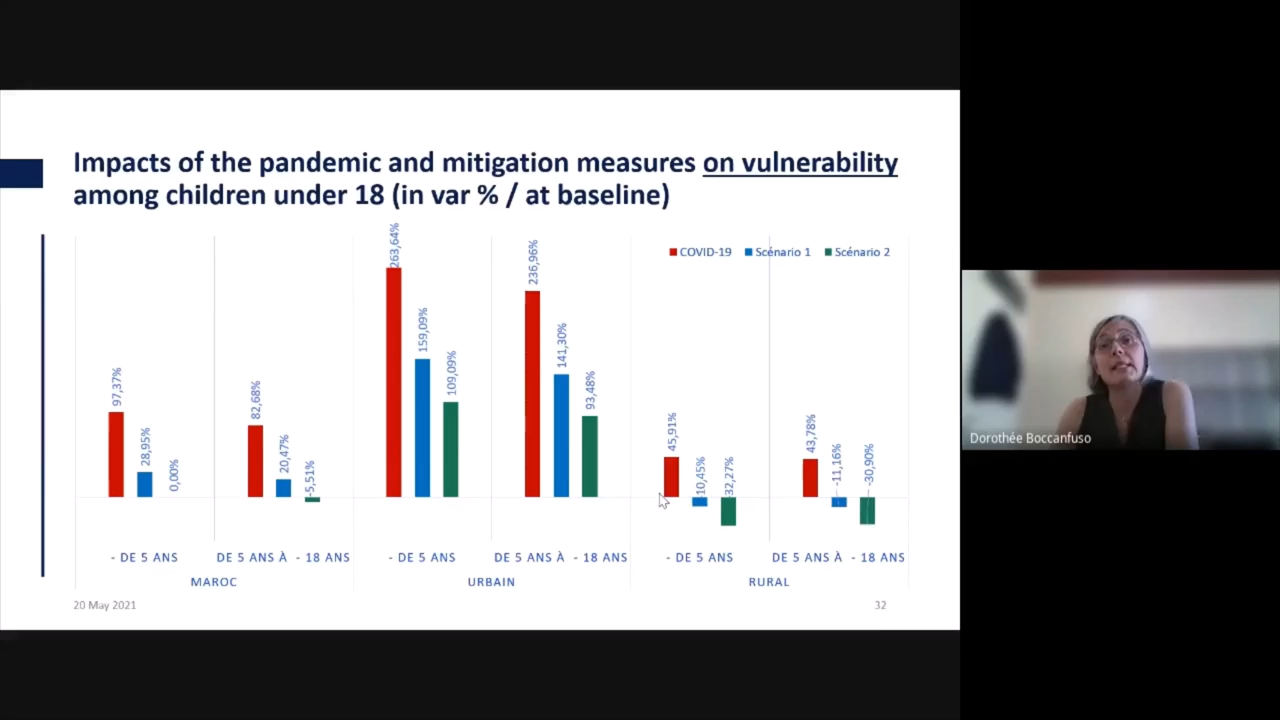 Impacts of the pandemic and mitigation measures on vulnerability
among children under 18 (in var % / at baseline)
COVID-19 Scénario 1 Scénario 2
97,37%
28,95%
0,00%
82,68%
20,47%
-5,51%
263,64%
159,09%
109,09%
236,96%
141,30%
93,48%
45,91%
-10,45%
-32,27%
43,78%
-11,16%
-30,90%
- DE 5 ANS
DE 5 ANS À - 18 ANS
- DE 5 ANS
DE 5 ANS À - 18 ANS
- DE 5 ANS
DE 5 ANS À - 18 ANS
MAROC
URBAIN
RURAL
20 May 2021
32
Dorothée Boccanfuso